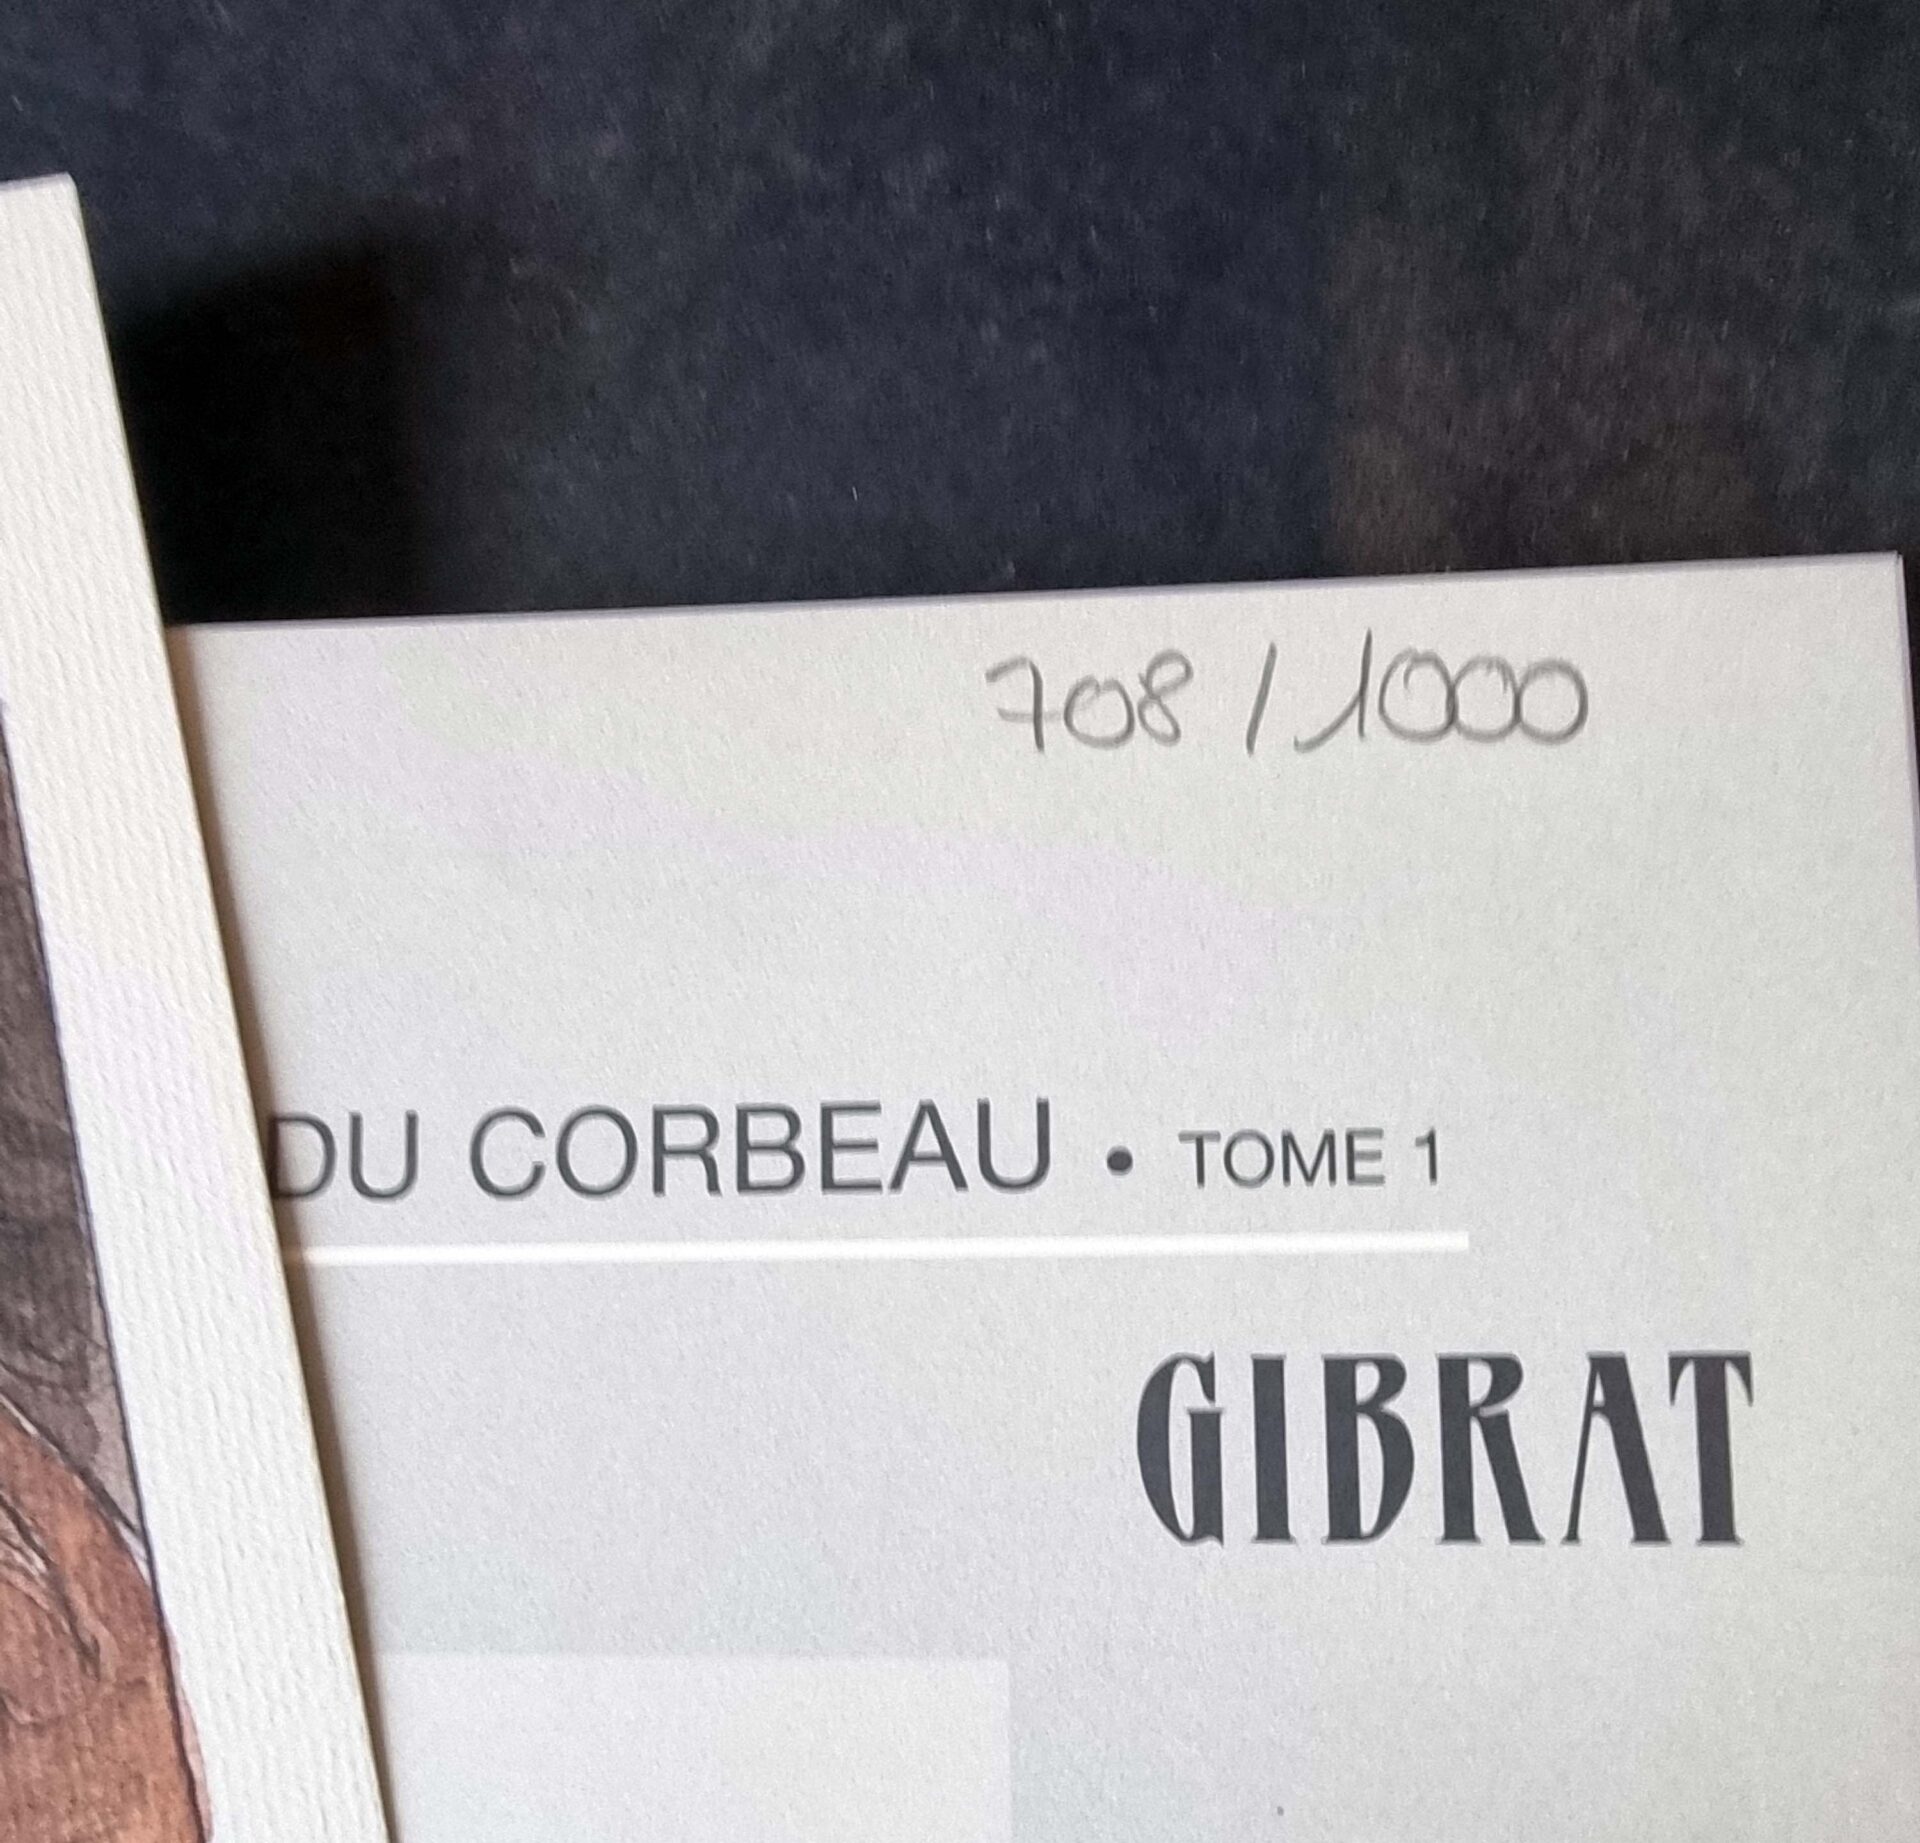 708 / 1000
DU CORBEAU • TOME 1
GIBRAT